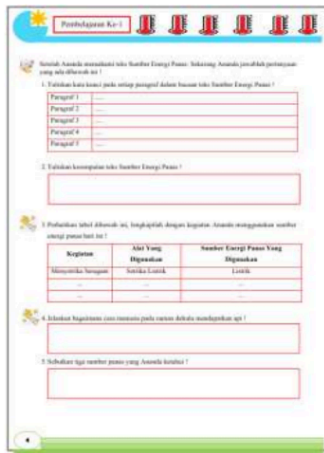 Pembelajaran Ke-1
Setelah Ananda memahami teks Sumber Energi Panas. Sekarang Ananda jawablah pertanyaan
yang ada dibawah ini !
1. Tuliskan kata kunci pada setiap paragraf dalam bacaan teks Sumber Energi Panas !
Paragraf 1 .....
Paragraf 2 .....
Paragraf 3 .....
Paragraf 4 .....
Paragraf 5 .....
2. Tuliskan kesimpulan teks Sumber Energi Panas !
3. Perhatikan tabel dibawah ini, lengkapilah dengan kegiatan Ananda menggunakan sumber
energi panas hari ini !
Kegiatan Alat Yang Digunakan Sumber Energi Panas Yang Digunakan
Menyetrika Seragam Setrika Listrik Listrik
... ... ...
... ... ...
4. Jelaskan bagaimana cara manusia pada zaman dahulu mendapatkan api !
5. Sebutkan tiga sumber panas yang Ananda ketahui !
4